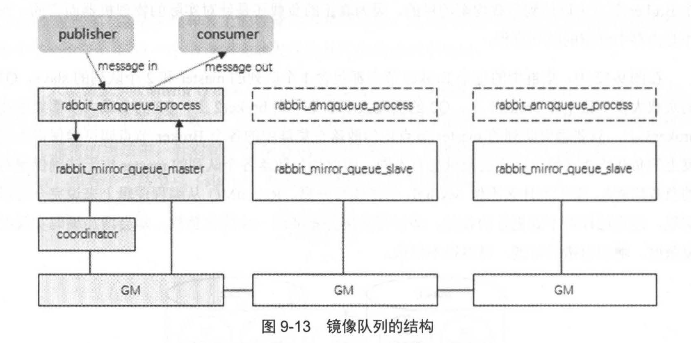 publisher
consumer
message in
message out
rabbit_amqqueue_process
rabbit_amqqueue_process
rabbit_amqqueue_process
rabbit_mirror_queue_master
rabbit_mirror_queue_slave
rabbit_mirror_queue_slave
coordinator
GM
GM
GM
图 9-13 镜像队列的结构